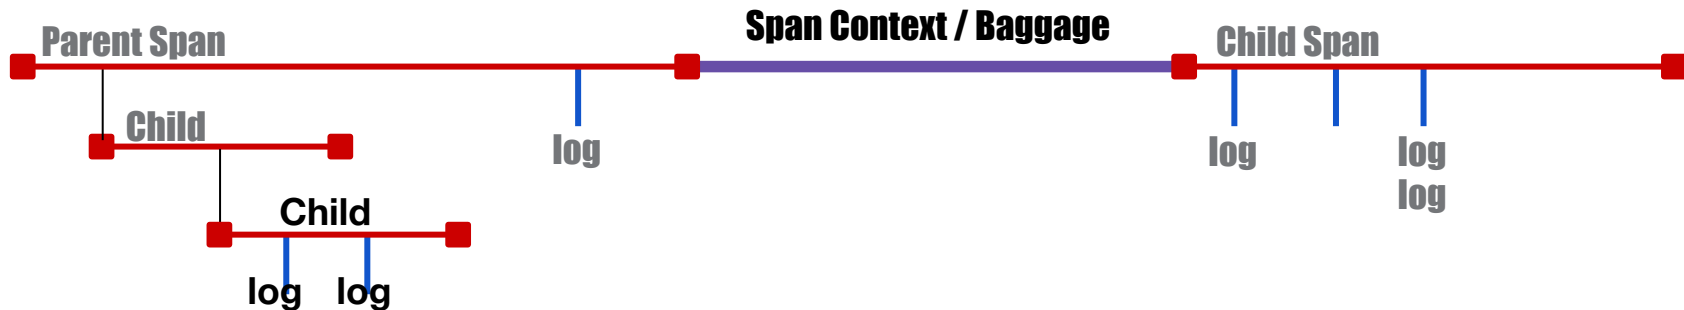 Span Context / Baggage
Parent Span
Child Span
Child
log
log
log
log
Child
log
log